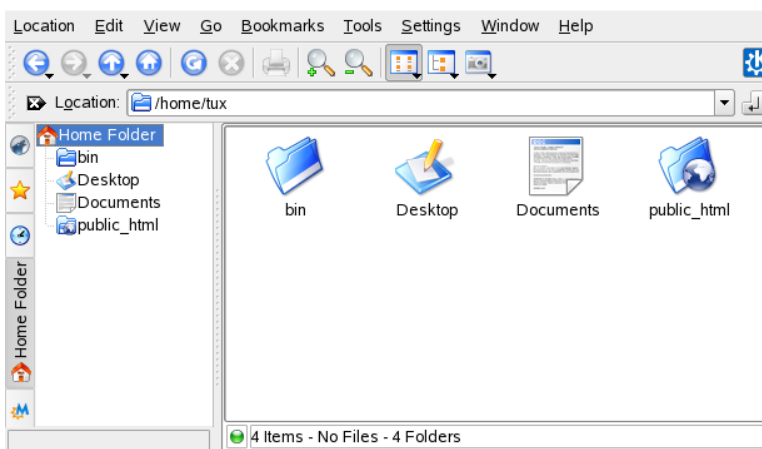 Location Edit View Go Bookmarks Tools Settings Window Help
Location: /home/tux
Home Folder
bin
Desktop
Documents
public_html
Home Folder
bin Desktop Documents public_html
4 Items - No Files - 4 Folders